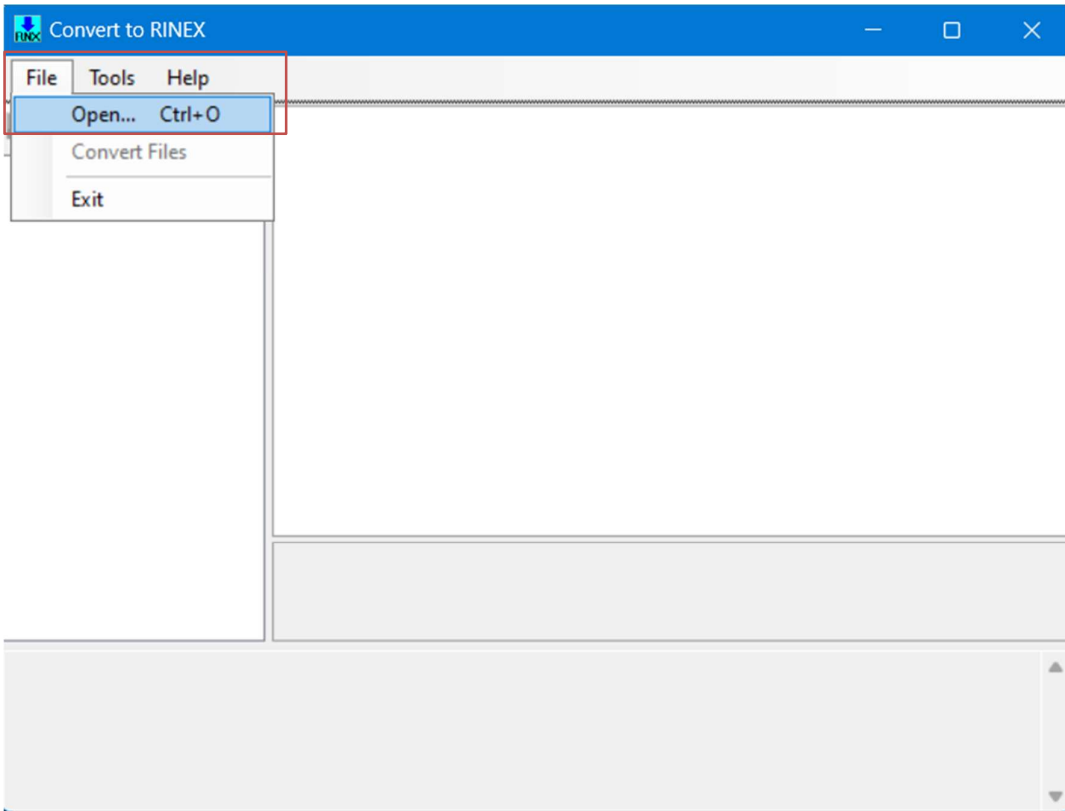 RINX Convert to RINEX
File Tools Help
Open... Ctrl+O
Convert Files
Exit